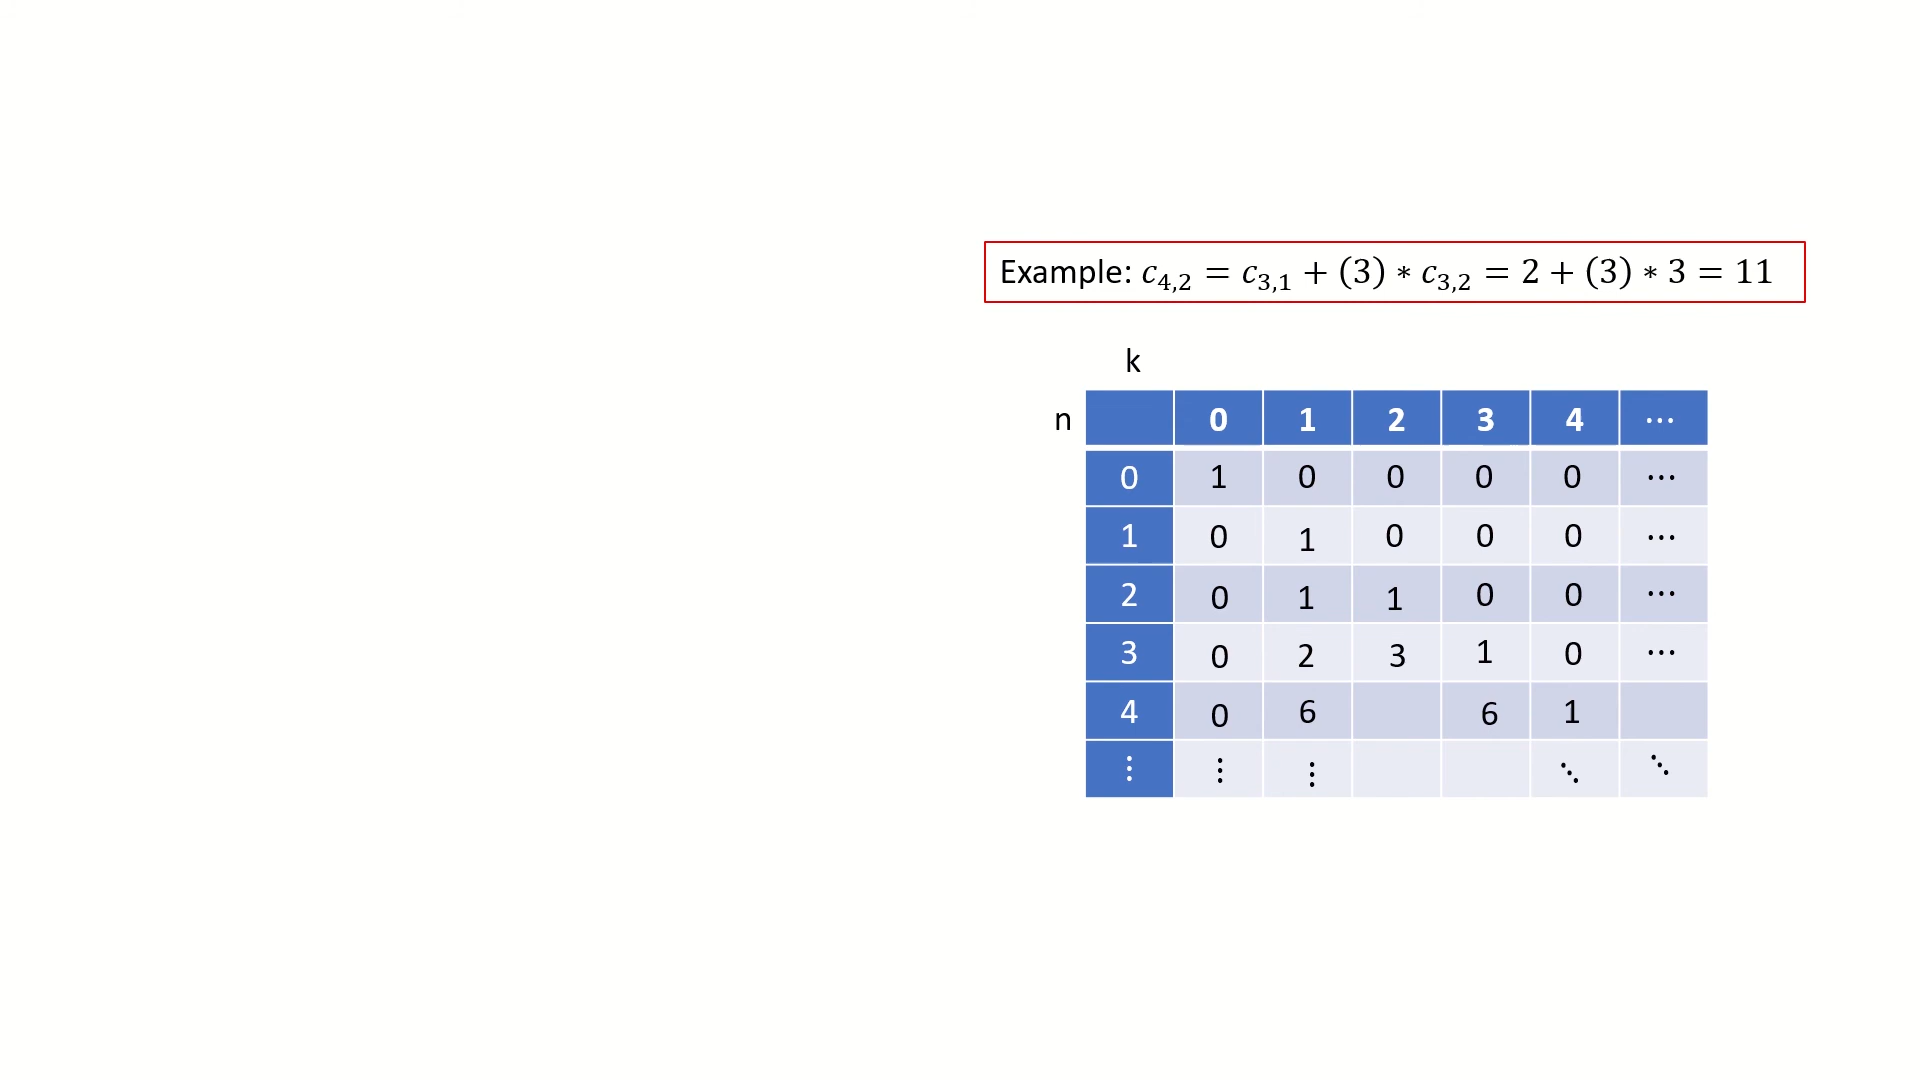 Example: c₄,₂ = c₃,₁ + (3) * c₃,₂ = 2 + (3) * 3 = 11
k
n 0 1 2 3 4 ⋯
0 1 0 0 0 0 ⋯
1 0 1 0 0 0 ⋯
2 0 1 1 0 0 ⋯
3 0 2 3 1 0 ⋯
4 0 6 6 1
⋮ ⋮ ⋮ ⋱ ⋱